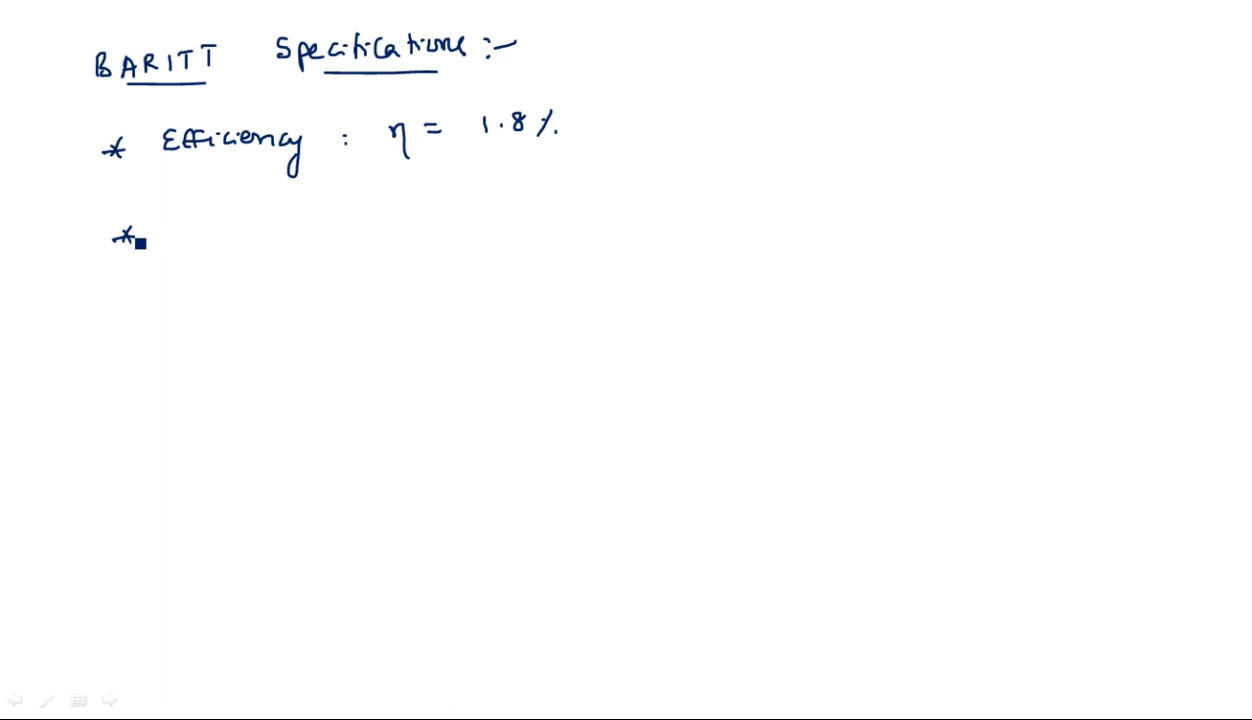 BARITT Specifications :-
* Efficiency : η = 1.8 %.
*